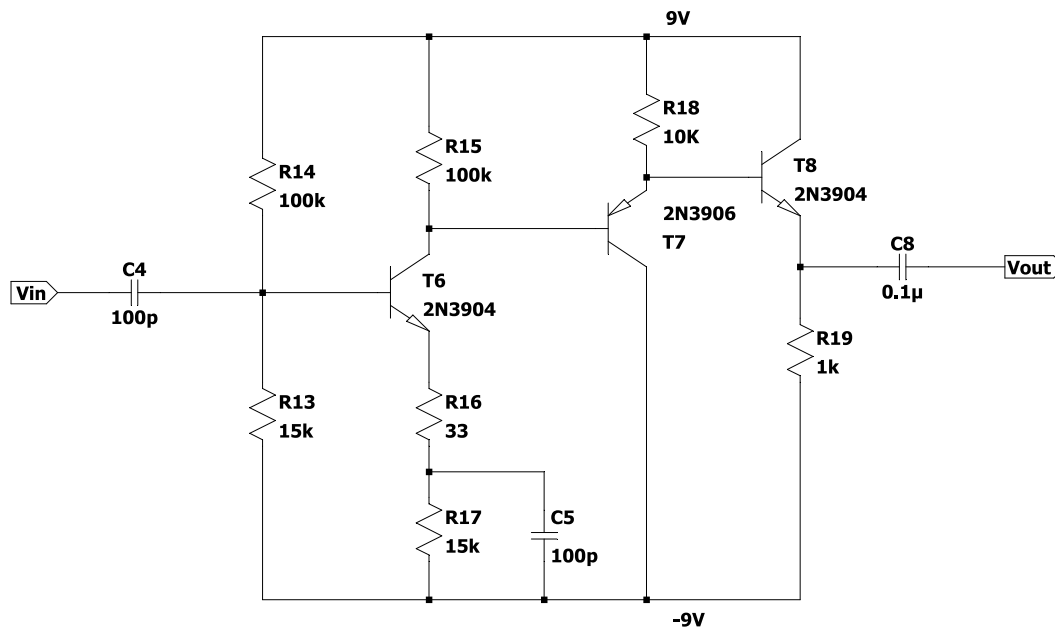 9V
R14
100k
R15
100k
R18
10K
T8
2N3904
2N3906
T7
C4
Vin
100p
T6
2N3904
C8
Vout
0.1µ
R19
1k
R13
15k
R16
33
R17
15k
C5
100p
-9V